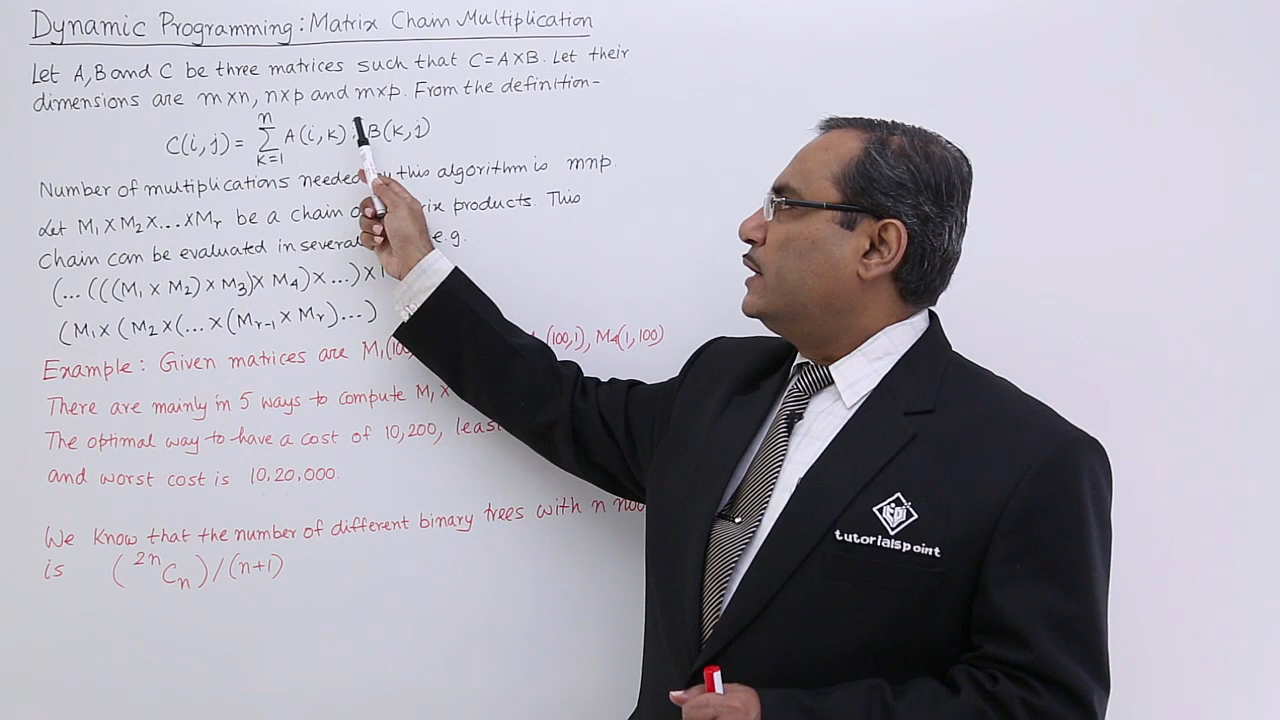 Dynamic Programming: Matrix Chain Multiplication
Let A, B and C be three matrices such that C=A×B. Let their
dimensions are m×n, n×p and m×p. From the definition-
C(i,j) = n Σ k=1 A(i,k) B(k,j)
Number of multiplications needed this algorithm is mnp.
Let M₁×M₂×...×Mᵣ be a chain products. This
chain can be evaluated in several e.g.
(...(((M₁ × M₂) × M₃)× M₄)×...)×
(M₁×(M₂×(...×(Mᵣ₋₁ × Mᵣ)...)
Example: Given matrices are M₁(100, (100,1), M₄(1,100)
There are mainly in 5 ways to compute M₁ ×
The optimal way to have a cost of 10,200, least
and worst cost is 10,20,000.
We know that the number of different binary trees with n
is (²ⁿCₙ)/(n+1)
tutorialspoint